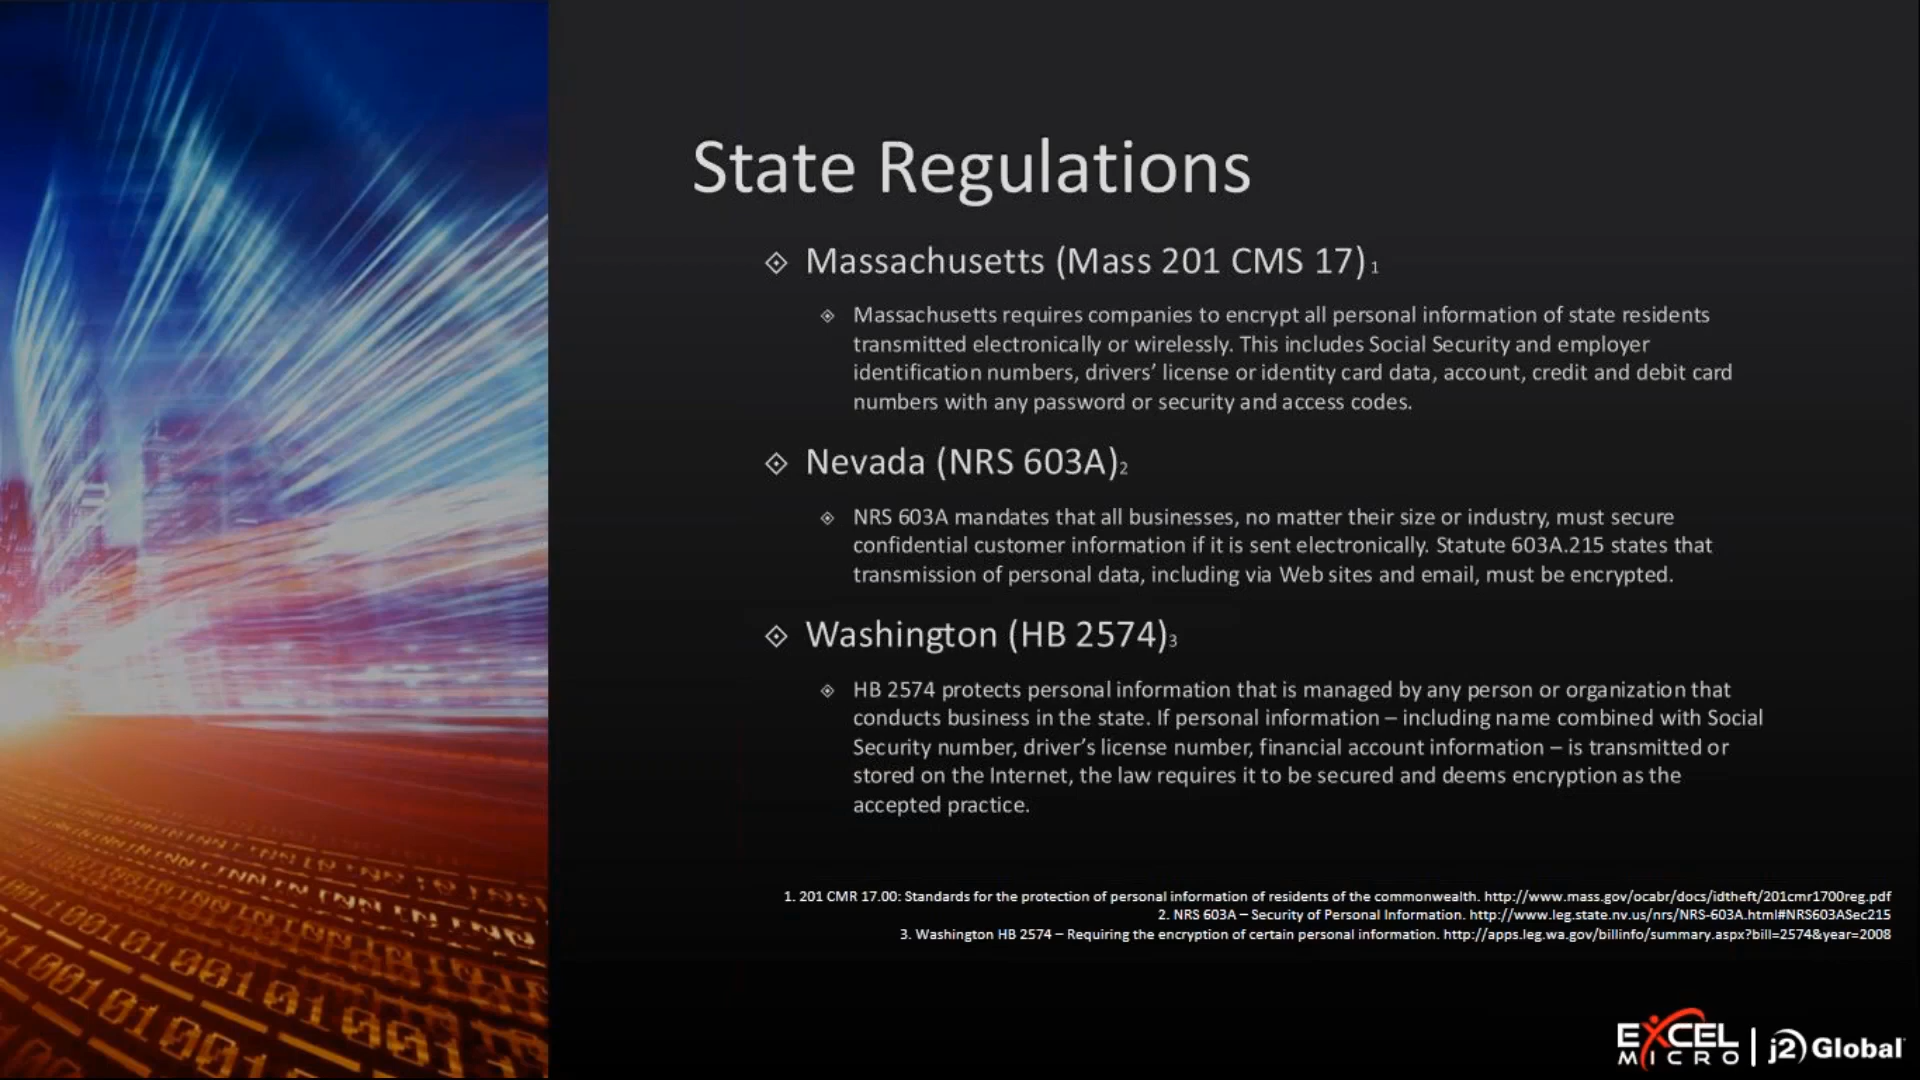 State Regulations
Massachusetts (Mass 201 CMS 17) 1
Massachusetts requires companies to encrypt all personal information of state residents
transmitted electronically or wirelessly. This includes Social Security and employer
identification numbers, drivers’ license or identity card data, account, credit and debit card
numbers with any password or security and access codes.
Nevada (NRS 603A)2
NRS 603A mandates that all businesses, no matter their size or industry, must secure
confidential customer information if it is sent electronically. Statute 603A.215 states that
transmission of personal data, including via Web sites and email, must be encrypted.
Washington (HB 2574)3
HB 2574 protects personal information that is managed by any person or organization that
conducts business in the state. If personal information – including name combined with Social
Security number, driver’s license number, financial account information – is transmitted or
stored on the Internet, the law requires it to be secured and deems encryption as the
accepted practice.
1. 201 CMR 17.00: Standards for the protection of personal information of residents of the commonwealth. http://www.mass.gov/ocabr/docs/idtheft/201cmr1700reg.pdf
2. NRS 603A – Security of Personal Information. http://www.leg.state.nv.us/nrs/NRS-603A.html#NRS603ASec215
3. Washington HB 2574 – Requiring the encryption of certain personal information. http://apps.leg.wa.gov/billinfo/summary.aspx?bill=2574&year=2008
EXCEL
MICRO
j2 Global